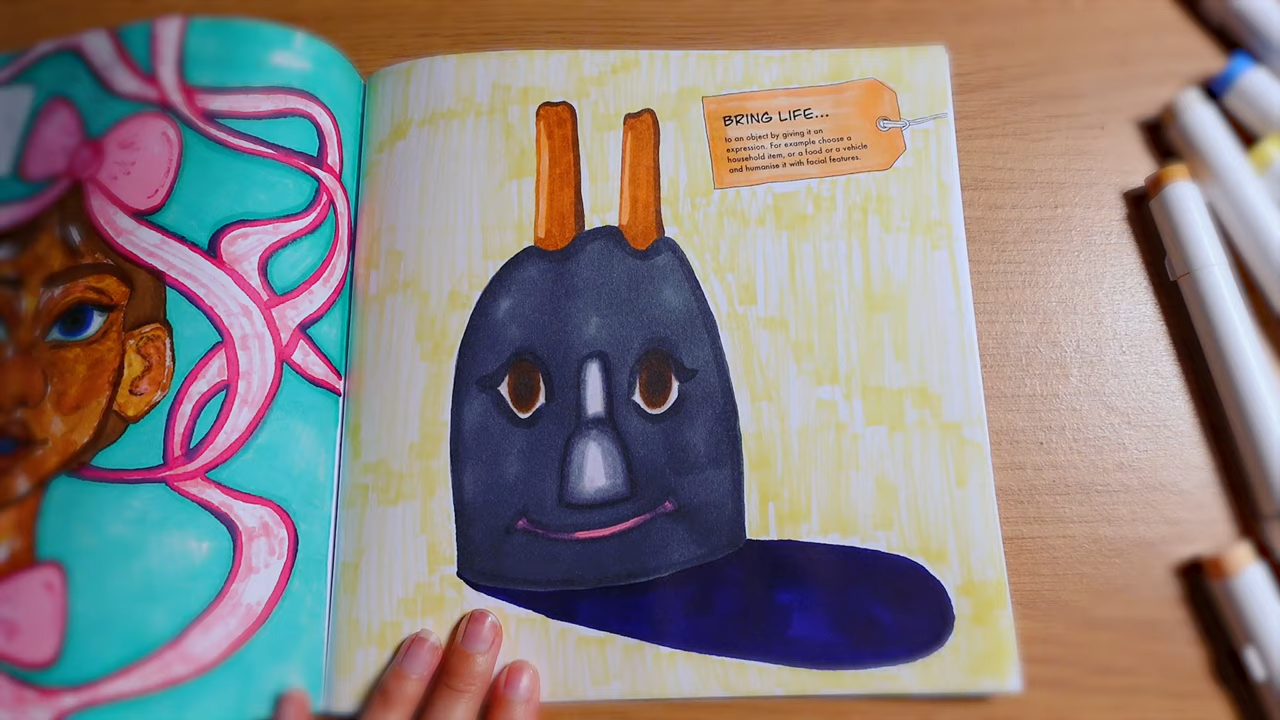 BRING LIFE...
to an object by giving it an
expression. For example choose a
household item, or a food or a vehicle
and humanise it with facial features.